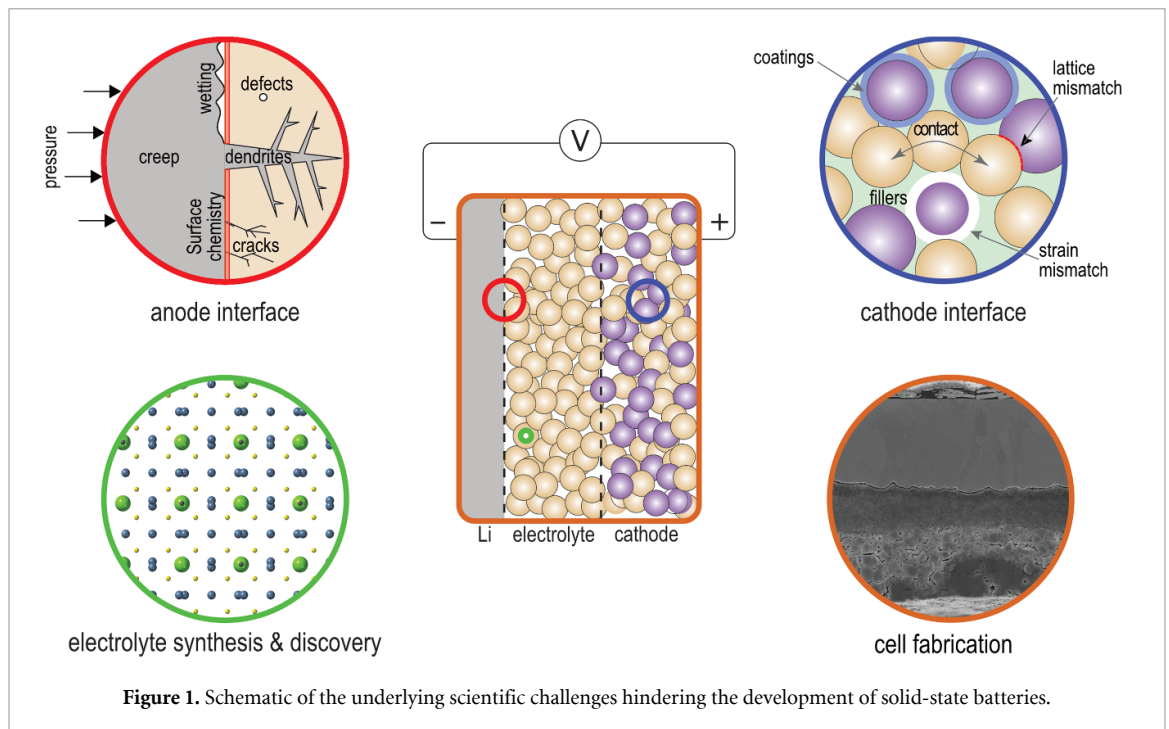 pressure
creep
wetting
defects
dendrites
Surface
chemistry
cracks
anode interface
V
−
+
Li
electrolyte
cathode
coatings
lattice
mismatch
contact
fillers
strain
mismatch
cathode interface
electrolyte synthesis & discovery
cell fabrication
Figure 1. Schematic of the underlying scientific challenges hindering the development of solid-state batteries.